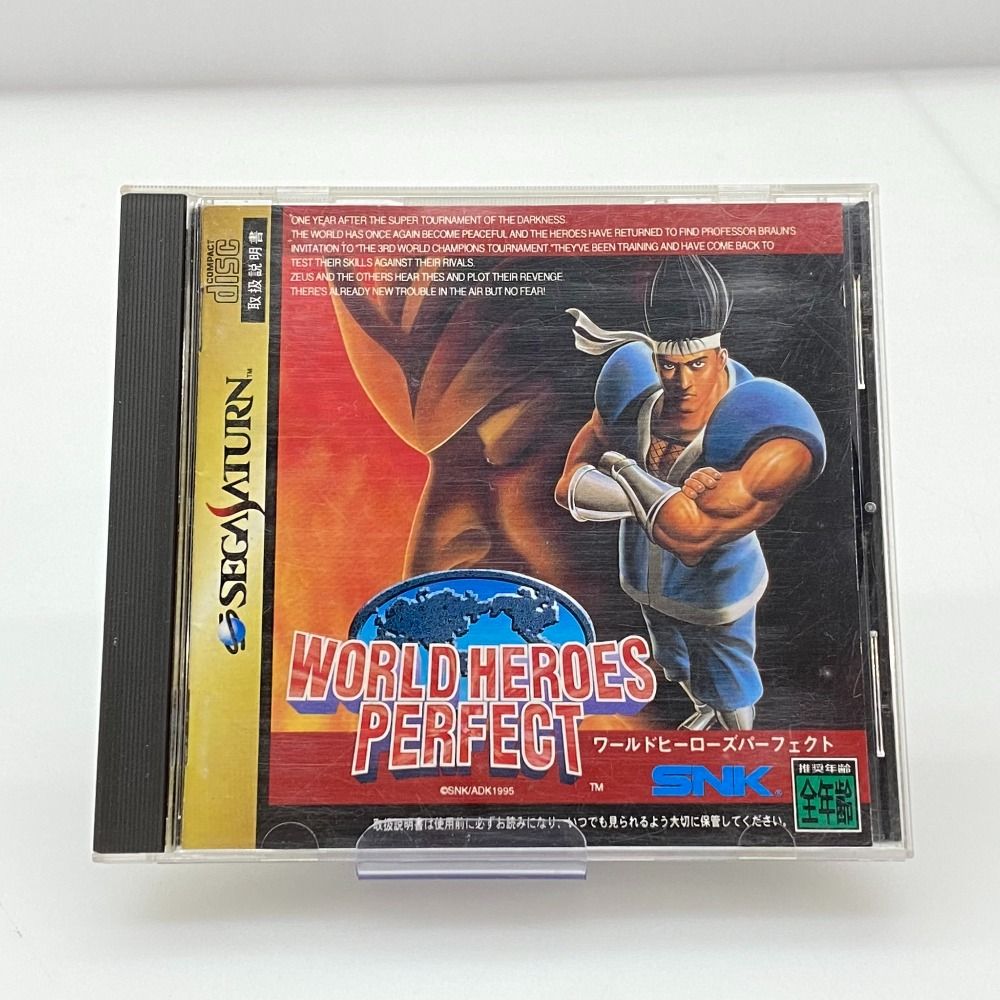 "ONE YEAR AFTER THE SUPER TOURNAMENT OF THE DARKNESS.
THE WORLD HAS ONCE AGAIN BECOME PEACEFUL AND THE HEROES HAVE RETURNED TO FIND PROFESSOR BRAUN'S
INVITATION TO "THE 3RD WORLD CHAMPIONS TOURNAMENT "THEY'VE BEEN TRAINING AND HAVE COME BACK TO
TEST THEIR SKILLS AGAINST THEIR RIVALS.
ZEUS AND THE OTHERS HEAR THES AND PLOT THEIR REVENGE.
THERE'S ALREADY NEW TROUBLE IN THE AIR BUT NO FEAR!
COMPACT
disc
取扱説明書
SEGA SATURN™
WORLD HEROES
PERFECT
™
ワールドヒーローズパーフェクト
©SNK/ADK1995
SNK®
推奨年齢
全年齢
取扱説明書は使用前に必ずお読みになり、いつでも見られるよう大切に保管してください。